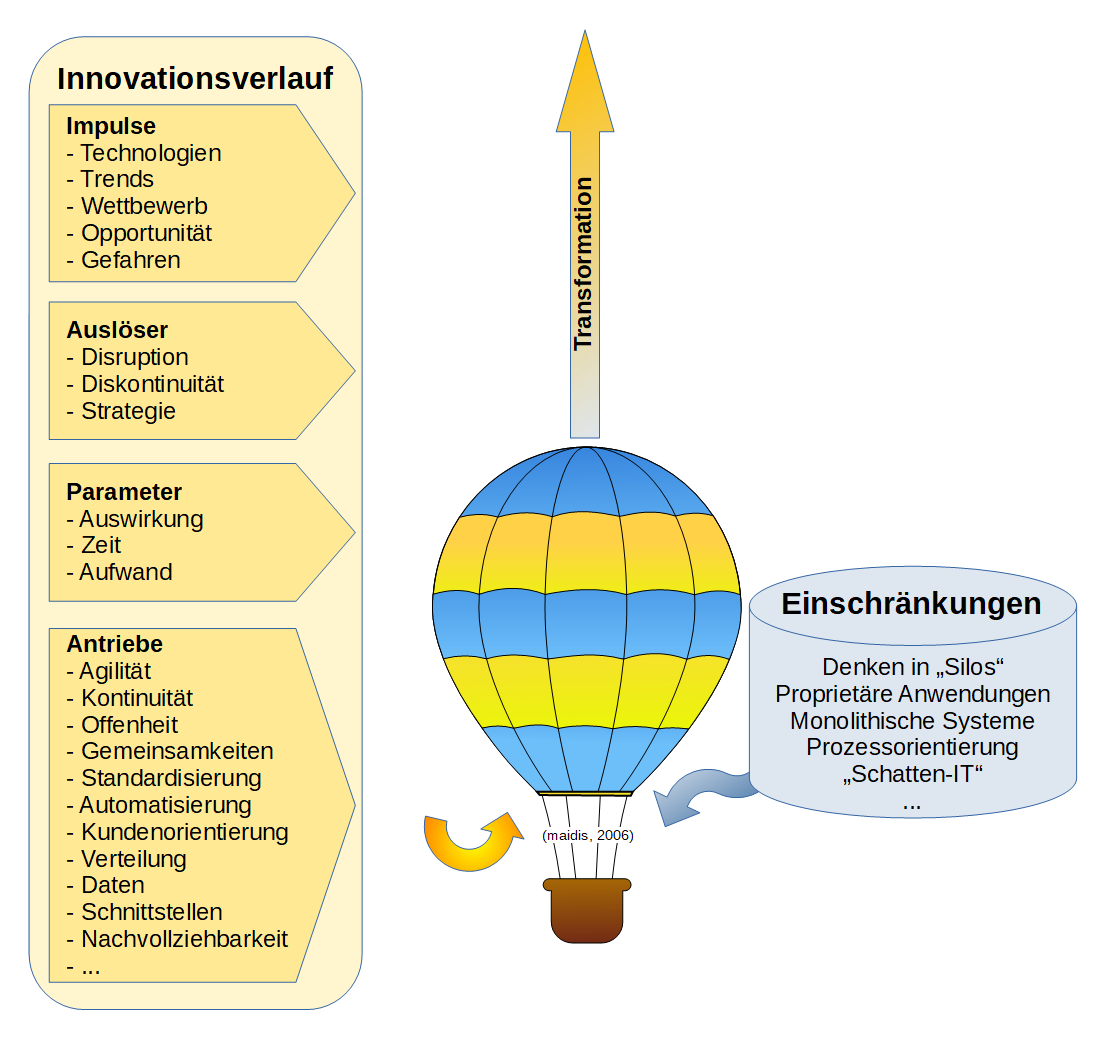 Innovationsverlauf
Impulse
- Technologien
- Trends
- Wettbewerb
- Opportunität
- Gefahren
Auslöser
- Disruption
- Diskontinuität
- Strategie
Parameter
- Auswirkung
- Zeit
- Aufwand
Antriebe
- Agilität
- Kontinuität
- Offenheit
- Gemeinsamkeiten
- Standardisierung
- Automatisierung
- Kundenorientierung
- Verteilung
- Daten
- Schnittstellen
- Nachvollziehbarkeit
- ...
Transformation
(maidis, 2006)
Einschränkungen
Denken in „Silos“
Proprietäre Anwendungen
Monolithische Systeme
Prozessorientierung
„Schatten-IT“
...